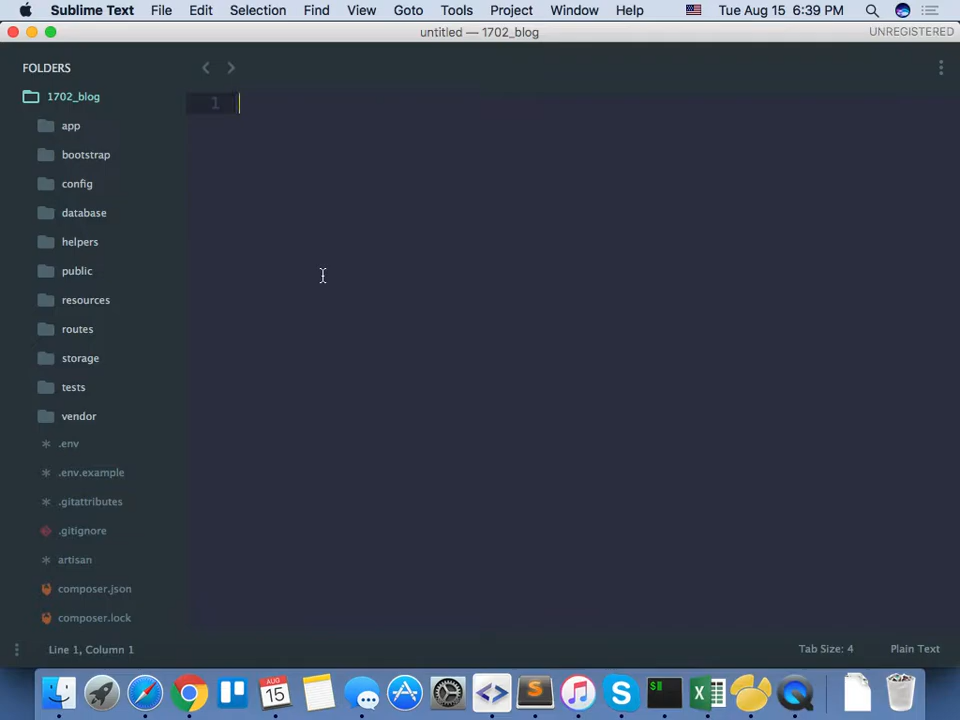 Sublime Text File Edit Selection Find View Goto Tools Project Window Help Tue Aug 15 6:39 PM
untitled — 1702_blog UNREGISTERED
FOLDERS
1702_blog
1
app
bootstrap
config
database
helpers
public
resources
routes
storage
tests
vendor
.env
.env.example
.gitattributes
.gitignore
artisan
composer.json
composer.lock
Line 1, Column 1 Tab Size: 4 Plain Text
AUG
15